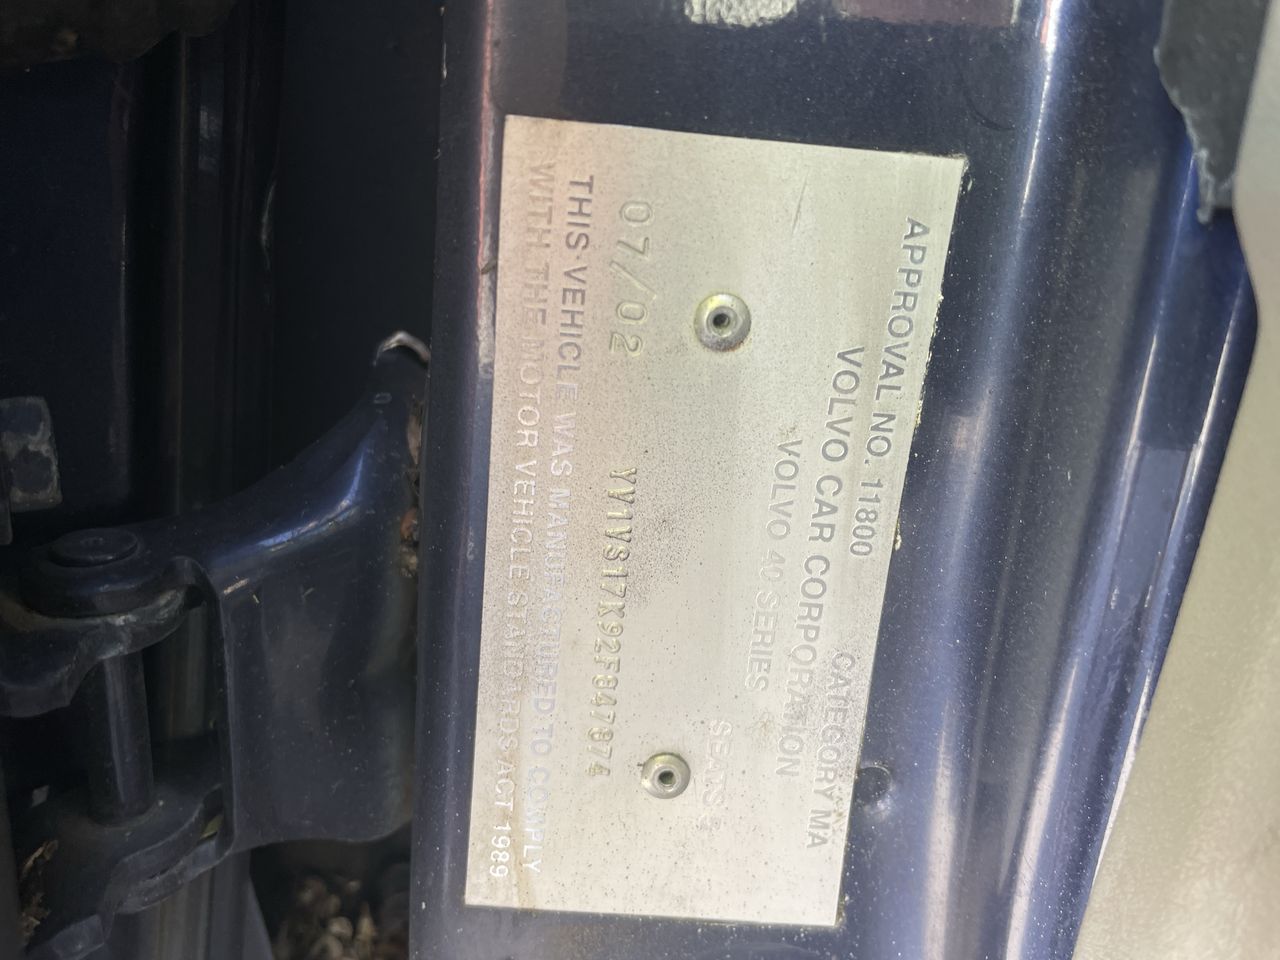 APPROVAL NO. 11800 CATEGORY MA
VOLVO CAR CORPORATION
VOLVO 40 SERIES SEATS 5
07/02 YV1VS17K92F847874
THIS VEHICLE WAS MANUFACTURED TO COMPLY
WITH THE MOTOR VEHICLE STANDARDS ACT 1989